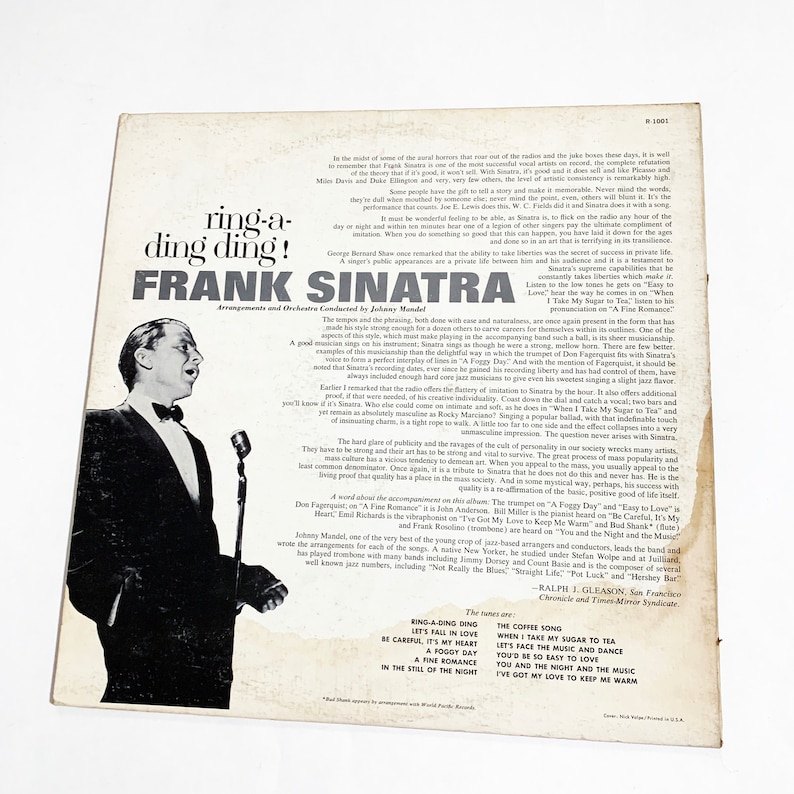 R-1001
In the midst of some of the aural horrors that roar out of the radios and the juke boxes these days, it is well
to remember that Frank Sinatra is one of the most successful vocal artists on record, the complete refutation
of the theory that if it's good, it won't sell. With Sinatra, it's good and it does sell and like Picasso and
Miles Davis and Duke Ellington and very, very few others, the level of artistic consistency is remarkably high.
Some people have the gift to tell a story and make it memorable. Never mind the words,
they're dull when mouthed by someone else; never mind the point, even, others will blunt it. It's the
performance that counts. Joe E. Lewis does this, W. C. Fields did it and Sinatra does it with a song.
It must be wonderful feeling to be able, as Sinatra is, to flick on the radio any hour of the
day or night and within ten minutes hear one of a legion of other singers pay the ultimate compliment of
imitation. When you do something so good that this can happen, you have laid it down for the ages
and done so in an art that is terrifying in its transilience.
George Bernard Shaw once remarked that the ability to take liberties was the secret of success in private life.
A singer's public appearances are a private life between him and his audience and it is a testament to
Sinatra's supreme capabilities that he
constantly takes liberties which make it.
Listen to the low tones he gets on "Easy to
Love," hear the way he comes in on "When
I Take My Sugar to Tea," listen to his
pronunciation on "A Fine Romance."
ring-a-
ding ding!
FRANK SINATRA
Arrangements and Orchestra Conducted by Johnny Mandel
The tempos and the phrasing, both done with ease and naturalness, are once again present in the form that has
made his style strong enough for a dozen others to carve careers for themselves within its outlines. One of the
aspects of this style, which must make playing in the accompanying band such a ball, is its sheer musicianship.
A good musician sings on his instrument; Sinatra sings as though he were a strong, mellow horn. There are few better.
examples of this musicianship than the delightful way in which the trumpet of Don Fagerquist fits with Sinatra's
voice to form a perfect interplay of lines in "A Foggy Day." And with the mention of Fagerquist, it should be
noted that Sinatra's recording dates, ever since he gained his recording liberty and has had control of them, have
always included enough hard core jazz musicians to give even his sweetest singing a slight jazz flavor.
Earlier I remarked that the radio offers the flattery of imitation to Sinatra by the hour. It also offers additional
proof, if that were needed, of his creative individuality. Coast down the dial and catch a vocal; two bars and
you'll know if it's Sinatra. Who else could come on intimate and soft, as he does in "When I Take My Sugar to Tea" and
yet remain as absolutely masculine as Rocky Marciano? Singing a popular ballad, with that indefinable touch
of insinuating charm, is a tight rope to walk. A little too far to one side and the effect collapses into a very
unmasculine impression. The question never arises with Sinatra.
The hard glare of publicity and the ravages of the cult of personality in our society wrecks many artists.
They have to be strong and their art has to be strong and vital to survive. The great process of mass popularity and
mass culture has a vicious tendency to demean art. When you appeal to the mass, you usually appeal to the
least common denominator. Once again, it is a tribute to Sinatra that he does not do this and never has. He is the
living proof that quality has a place in the mass society. And in some mystical way, perhaps, his success with
quality is a re-affirmation of the basic, positive good of life itself.
A word about the accompaniment on this album: The trumpet on "A Foggy Day" and "Easy to Love" is
Don Fagerquist; on "A Fine Romance" it is John Anderson. Bill Miller is the pianist heard on "Be Careful, It's My
Heart," Emil Richards is the vibraphonist on "I've Got My Love to Keep Me Warm" and Bud Shank* (flute)
and Frank Rosolino (trombone) are heard on "You and the Night and the Music."
Johnny Mandel, one of the very best of the young crop of jazz-based arrangers and conductors, leads the band and
wrote the arrangements for each of the songs. A native New Yorker, he studied under Stefan Wolpe and at Juilliard,
has played trombone with many bands including Jimmy Dorsey and Count Basie and is the composer of several
well known jazz numbers, including "Not Really the Blues," "Straight Life," "Pot Luck" and "Hershey Bar."
—RALPH J. GLEASON, San Francisco
Chronicle and Times-Mirror Syndicate.
The tunes are:
RING-A-DING DING
LET'S FALL IN LOVE
BE CAREFUL, IT'S MY HEART
A FOGGY DAY
A FINE ROMANCE
IN THE STILL OF THE NIGHT
THE COFFEE SONG
WHEN I TAKE MY SUGAR TO TEA
LET'S FACE THE MUSIC AND DANCE
YOU'D BE SO EASY TO LOVE
YOU AND THE NIGHT AND THE MUSIC
I'VE GOT MY LOVE TO KEEP ME WARM
*Bud Shank appears by arrangement with World Pacific Records.
Cover: Nick Volpe/Printed in U.S.A.